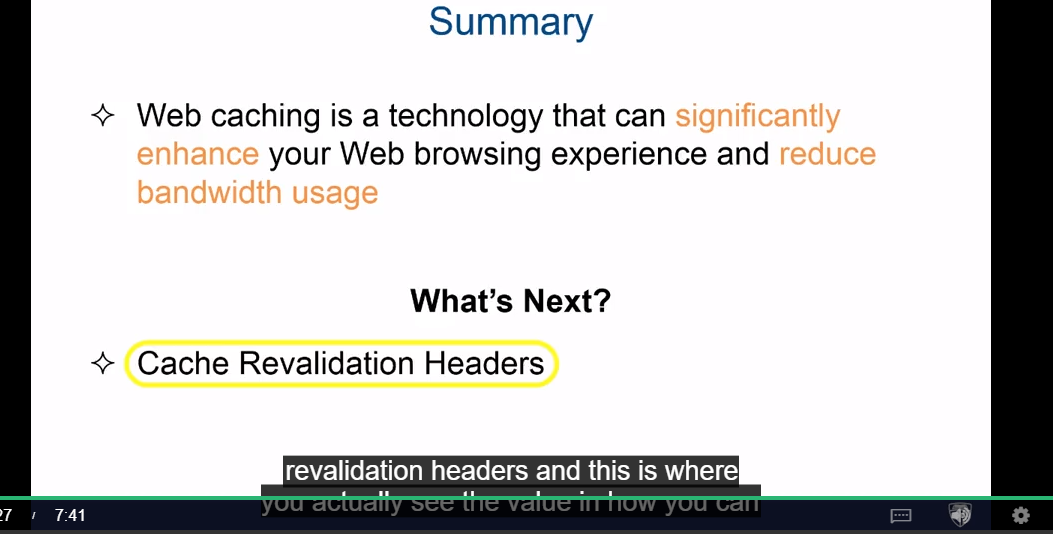 Summary
Web caching is a technology that can significantly
enhance your Web browsing experience and reduce
bandwidth usage
What's Next?
Cache Revalidation Headers
revalidation headers and this is where
you actually see the value in how you can
27 / 7:41